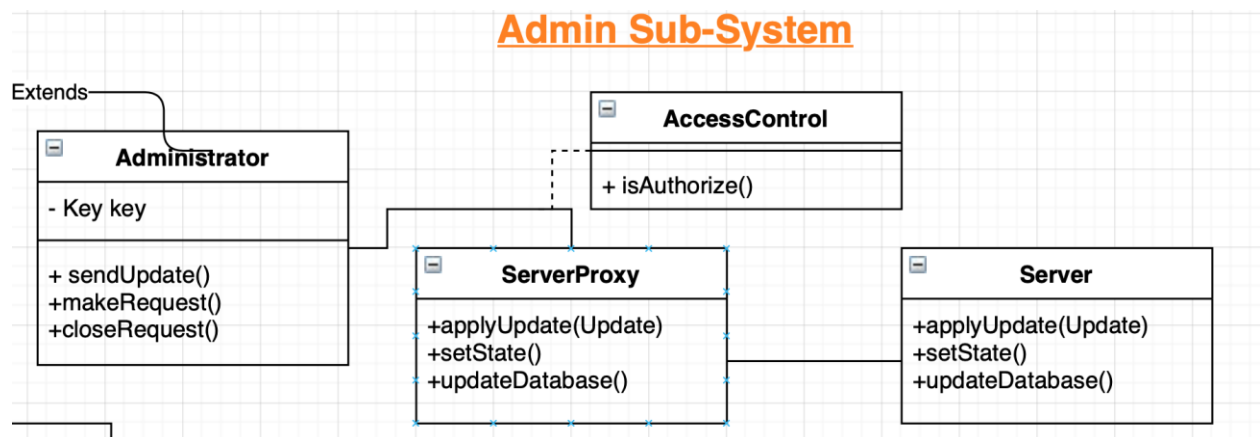 Admin Sub-System
Extends
Administrator
- Key key
+ sendUpdate()
+makeRequest()
+closeRequest()
AccessControl
+ isAuthorize()
ServerProxy
+applyUpdate(Update)
+setState()
+updateDatabase()
Server
+applyUpdate(Update)
+setState()
+updateDatabase()